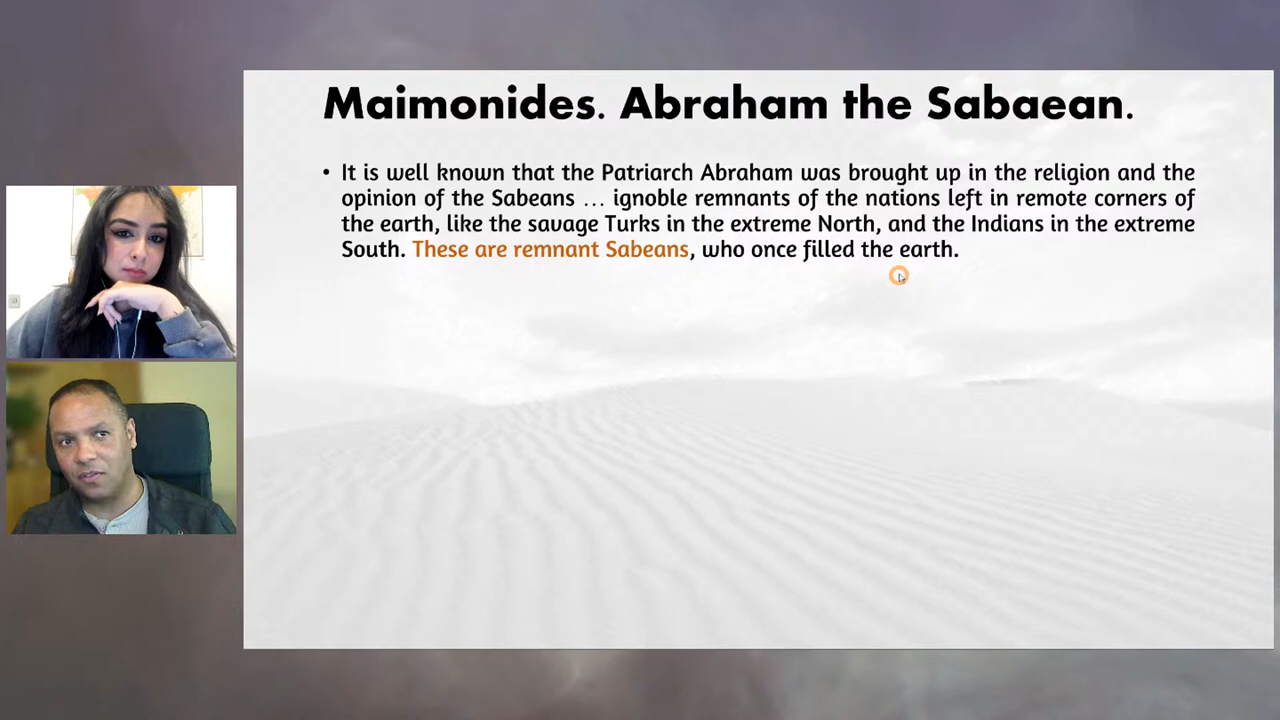 Maimonides. Abraham the Sabaean.
• It is well known that the Patriarch Abraham was brought up in the religion and the
opinion of the Sabeans … ignoble remnants of the nations left in remote corners of
the earth, like the savage Turks in the extreme North, and the Indians in the extreme
South. These are remnant Sabeans, who once filled the earth.